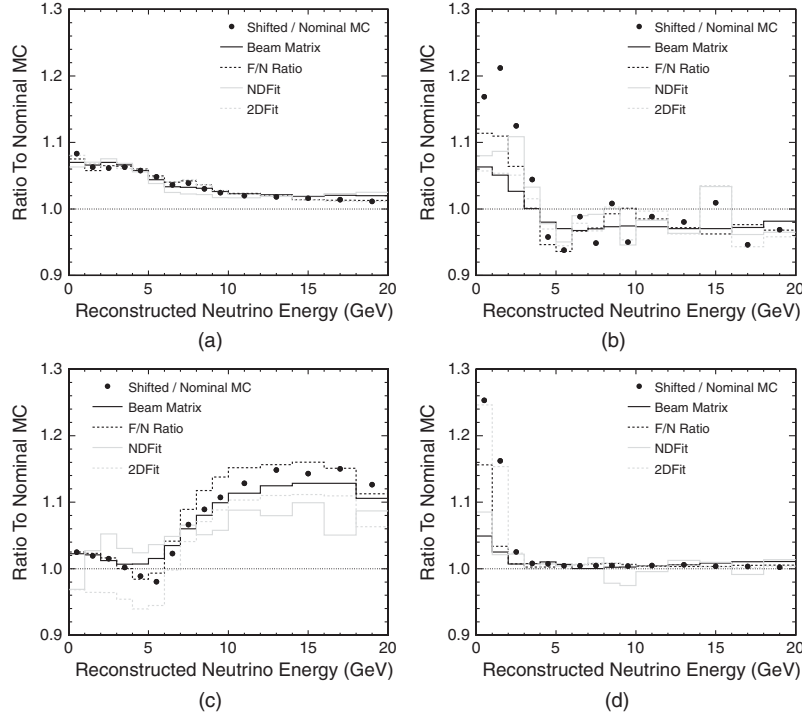 1.3
1.2
1.1
1.0
0.9
Ratio To Nominal MC
Shifted / Nominal MC
Beam Matrix
F/N Ratio
NDFit
2DFit
0 5 10 15 20
Reconstructed Neutrino Energy (GeV)
(a)
1.3
1.2
1.1
1.0
0.9
Ratio To Nominal MC
Shifted / Nominal MC
Beam Matrix
F/N Ratio
NDFit
2DFit
0 5 10 15 20
Reconstructed Neutrino Energy (GeV)
(b)
1.3
1.2
1.1
1.0
0.9
Ratio To Nominal MC
Shifted / Nominal MC
Beam Matrix
F/N Ratio
NDFit
2DFit
0 5 10 15 20
Reconstructed Neutrino Energy (GeV)
(c)
1.3
1.2
1.1
1.0
0.9
Ratio To Nominal MC
Shifted / Nominal MC
Beam Matrix
F/N Ratio
NDFit
2DFit
0 5 10 15 20
Reconstructed Neutrino Energy (GeV)
(d)